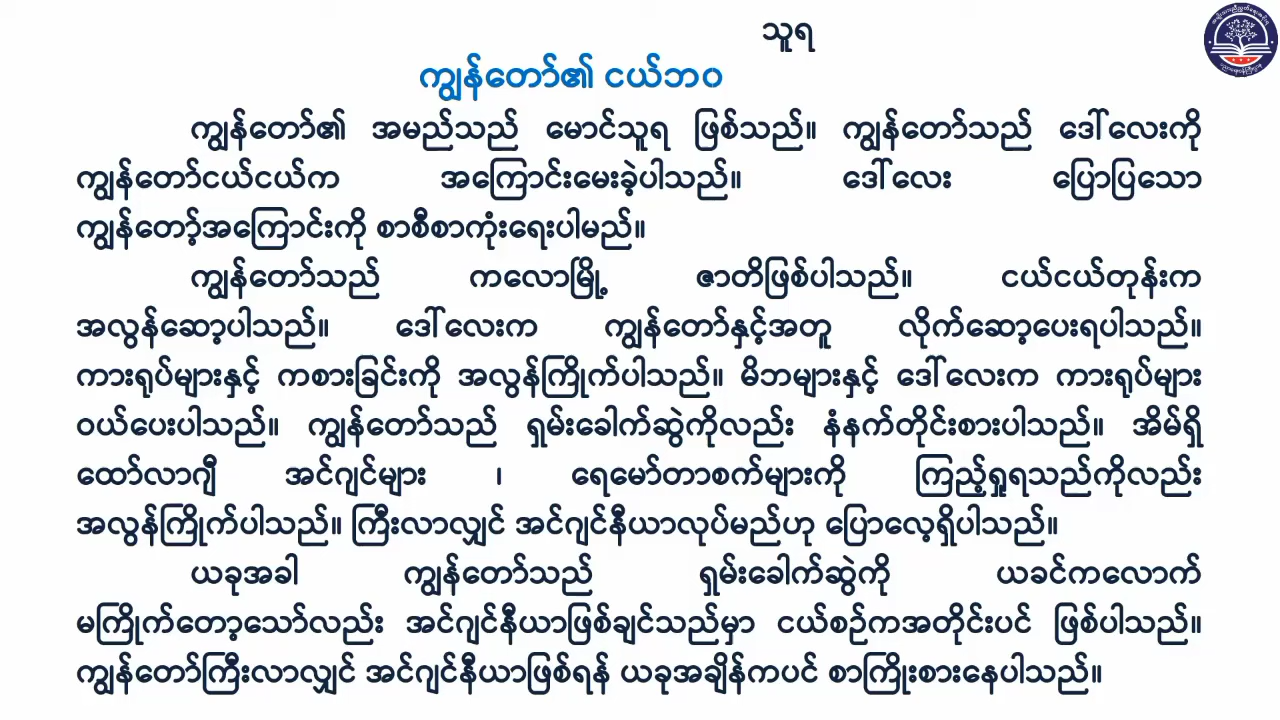 သူရ
ကျွန်တော်၏ ငယ်ဘဝ
ကျွန်တော်၏ အမည်သည် မောင်သူရ ဖြစ်သည်။ ကျွန်တော်သည် ဒေါ်လေးကို
ကျွန်တော်ငယ်ငယ်က အကြောင်းမေးခဲ့ပါသည်။ ဒေါ်လေး ပြောပြသော
ကျွန်တော့်အကြောင်းကို စာစီစာကုံးရေးပါမည်။
ကျွန်တော်သည် ကလောမြို့ ဇာတိဖြစ်ပါသည်။ ငယ်ငယ်တုန်းက
အလွန်ဆော့ပါသည်။ ဒေါ်လေးက ကျွန်တော်နှင့်အတူ လိုက်ဆော့ပေးရပါသည်။
ကားရုပ်များနှင့် ကစားခြင်းကို အလွန်ကြိုက်ပါသည်။ မိဘများနှင့် ဒေါ်လေးက ကားရုပ်များ
ဝယ်ပေးပါသည်။ ကျွန်တော်သည် ရှမ်းခေါက်ဆွဲကိုလည်း နံနက်တိုင်းစားပါသည်။ အိမ်ရှိ
ထော်လာဂျီ အင်ဂျင်များ ၊ ရေမော်တာစက်များကို ကြည့်ရှုရသည်ကိုလည်း
အလွန်ကြိုက်ပါသည်။ ကြီးလာလျှင် အင်ဂျင်နီယာလုပ်မည်ဟု ပြောလေ့ရှိပါသည်။
ယခုအခါ ကျွန်တော်သည် ရှမ်းခေါက်ဆွဲကို ယခင်ကလောက်
မကြိုက်တော့သော်လည်း အင်ဂျင်နီယာဖြစ်ချင်သည်မှာ ငယ်စဉ်ကအတိုင်းပင် ဖြစ်ပါသည်။
ကျွန်တော်ကြီးလာလျှင် အင်ဂျင်နီယာဖြစ်ရန် ယခုအချိန်ကပင် စာကြိုးစားနေပါသည်။